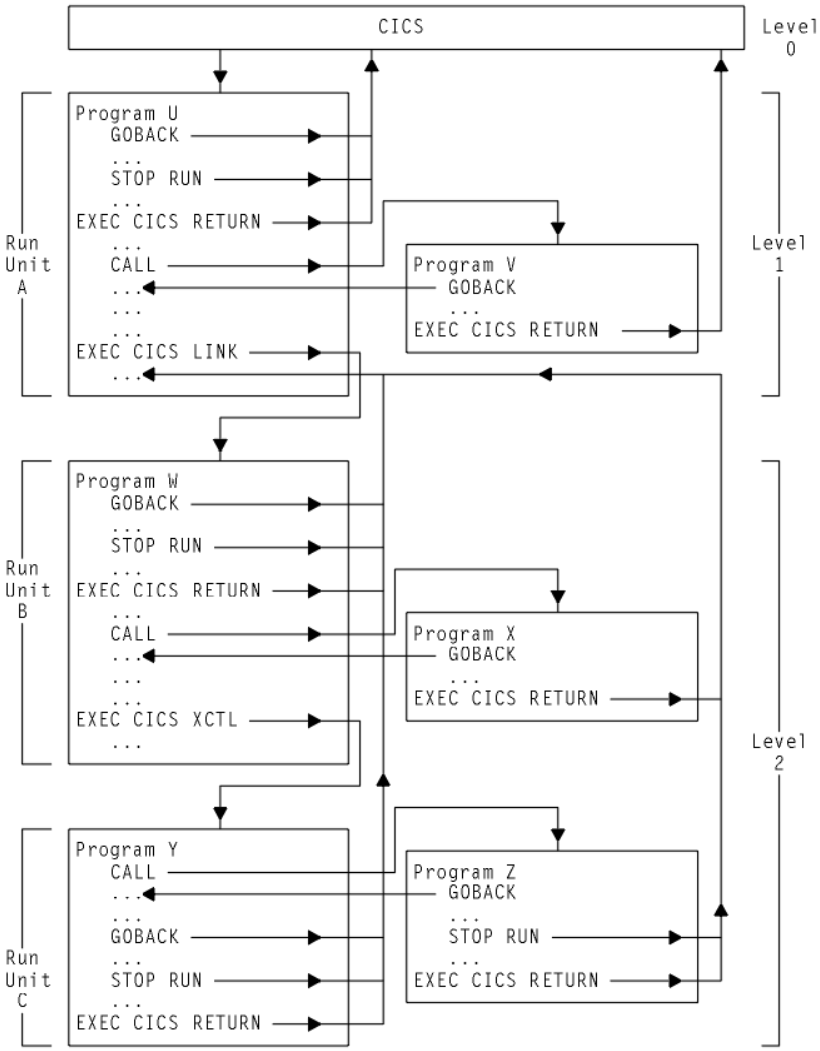 CICS
Level
0
Program U
GOBACK
...
STOP RUN
...
EXEC CICS RETURN
...
CALL
...
...
...
EXEC CICS LINK
...
Run
Unit
A
Program V
GOBACK
...
EXEC CICS RETURN
Level
1
Program W
GOBACK
...
STOP RUN
...
EXEC CICS RETURN
...
CALL
...
...
...
EXEC CICS XCTL
...
Run
Unit
B
Program X
GOBACK
...
EXEC CICS RETURN
Level
2
Program Y
CALL
...
...
GOBACK
...
STOP RUN
...
EXEC CICS RETURN
Run
Unit
C
Program Z
GOBACK
...
STOP RUN
...
EXEC CICS RETURN